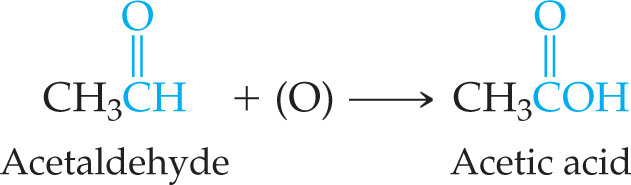 O O
CH₃CH + (O) ⟶ CH₃COH
Acetaldehyde Acetic acid